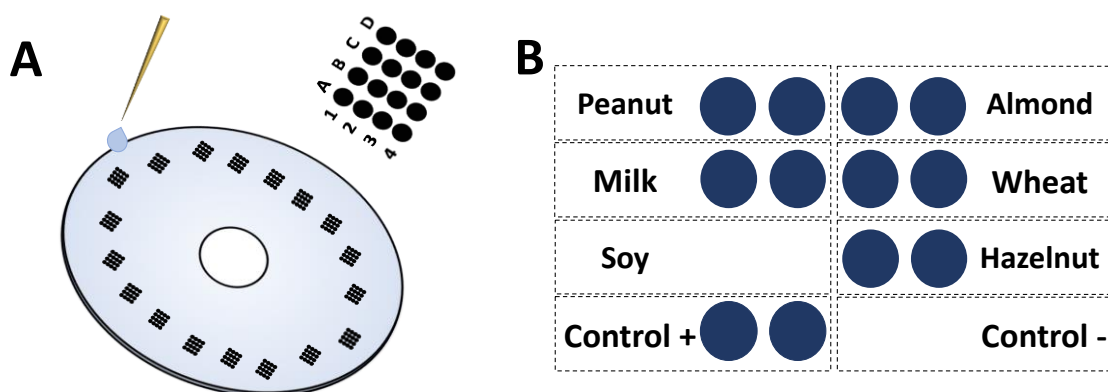 A
D
C
B
A
1
2
3
4
B
Peanut
Almond
Milk
Wheat
Soy
Hazelnut
Control +
Control -